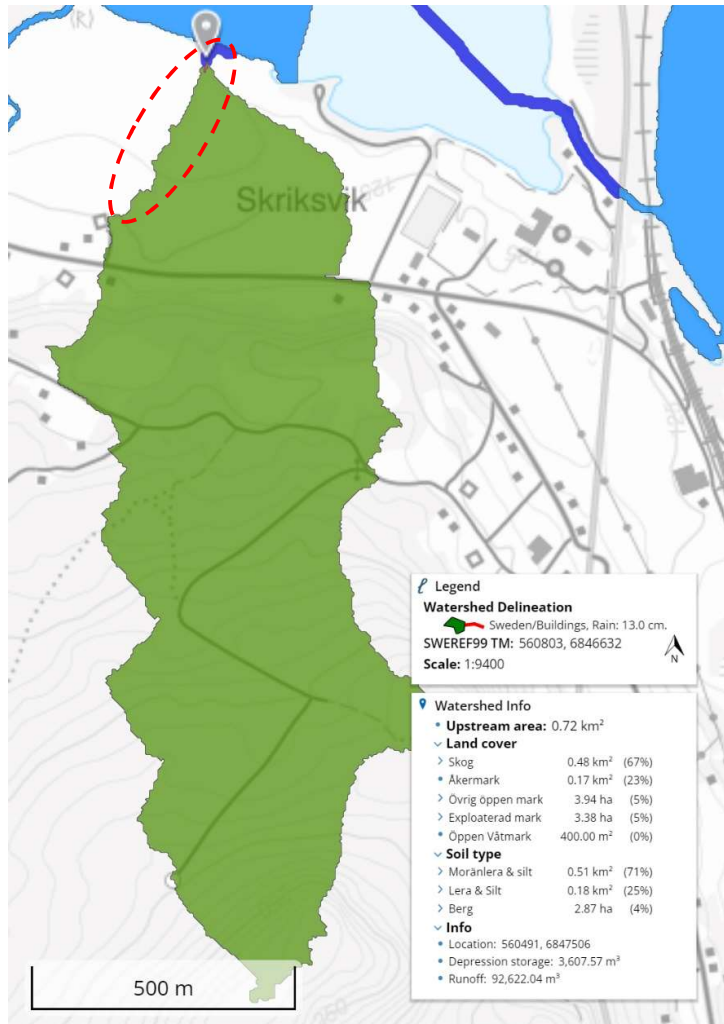 (R)
Skriksvik
Legend
Watershed Delineation
Sweden/Buildings, Rain: 13.0 cm.
SWEREF99 TM: 560803, 6846632
Scale: 1:9400
N
Watershed Info
• Upstream area: 0.72 km²
Land cover
Skog 0.48 km² (67%)
• Åkermark 0.17 km² (23%)
Övrig öppen mark 3.94 ha (5%)
Exploaterad mark 3.38 ha (5%)
• Öppen Våtmark 400.00 m² (0%)
Soil type
Moränlera & silt 0.51 km² (71%)
Lera & Silt 0.18 km² (25%)
Berg 2.87 ha (4%)
Info
• Location: 560491, 6847506
• Depression storage: 3,607.57 m³
• Runoff: 92,622.04 m³
500 m